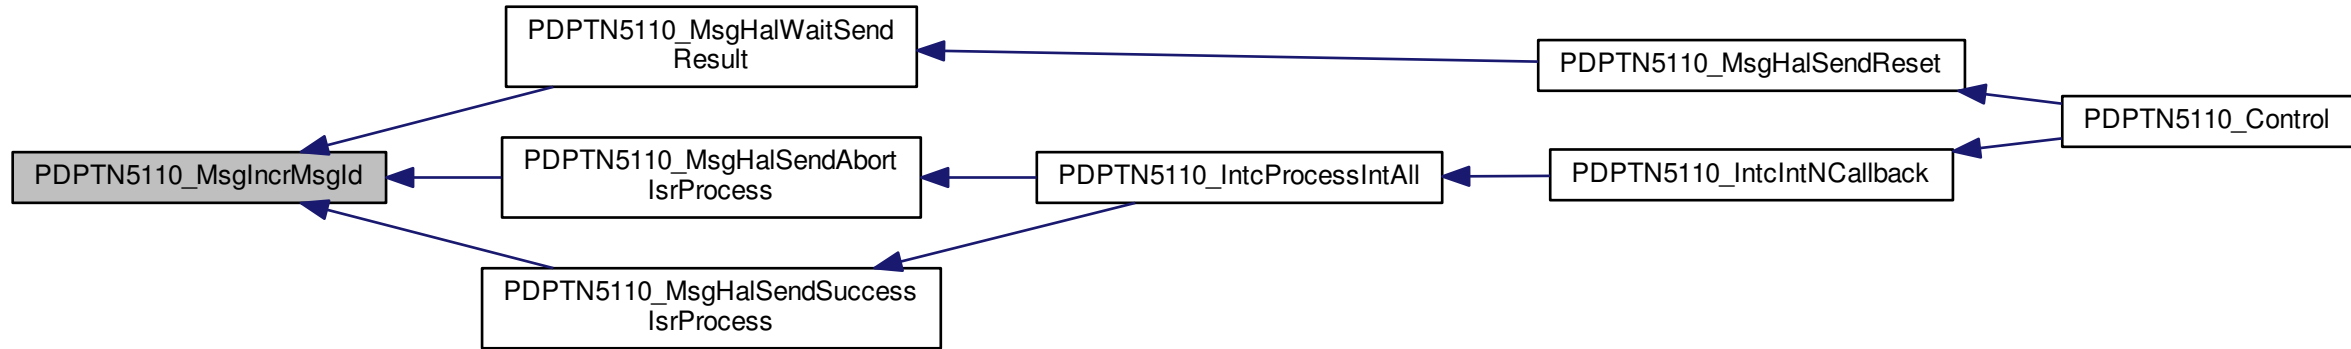 PDPTN5110_MsgIncrMsgId
PDPTN5110_MsgHalWaitSend
Result
PDPTN5110_MsgHalSendAbort
IsrProcess
PDPTN5110_MsgHalSendSuccess
IsrProcess
PDPTN5110_IntcProcessIntAll
PDPTN5110_MsgHalSendReset
PDPTN5110_IntcIntNCallback
PDPTN5110_Control